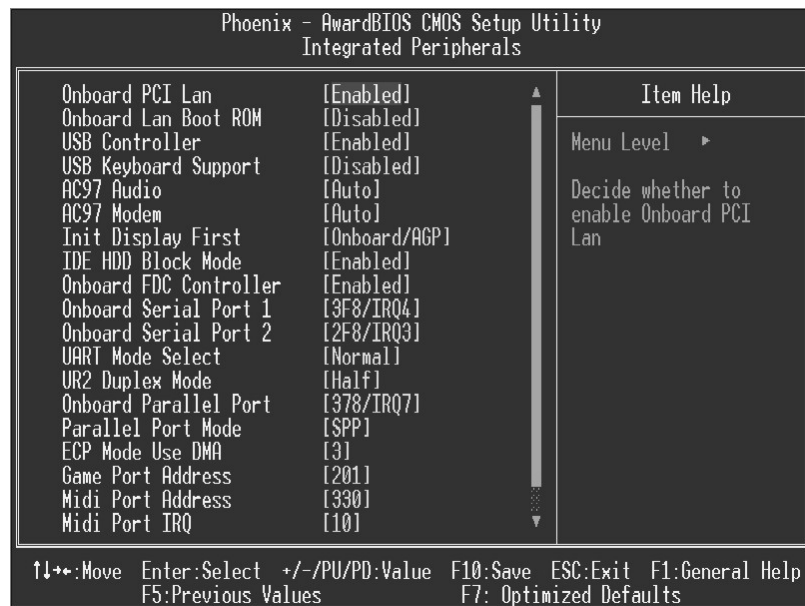 Phoenix - AwardBIOS CMOS Setup Utility
Integrated Peripherals
Onboard PCI Lan [Enabled]
Onboard Lan Boot ROM [Disabled]
USB Controller [Enabled]
USB Keyboard Support [Disabled]
AC97 Audio [Auto]
AC97 Modem [Auto]
Init Display First [Onboard/AGP]
IDE HDD Block Mode [Enabled]
Onboard FDC Controller [Enabled]
Onboard Serial Port 1 [3F8/IRQ4]
Onboard Serial Port 2 [2F8/IRQ3]
UART Mode Select [Normal]
UR2 Duplex Mode [Half]
Onboard Parallel Port [378/IRQ7]
Parallel Port Mode [SPP]
ECP Mode Use DMA [3]
Game Port Address [201]
Midi Port Address [330]
Midi Port IRQ [10]
Item Help
Menu Level ▸
Decide whether to
enable Onboard PCI
Lan
↑↓→←:Move Enter:Select +/-/PU/PD:Value F10:Save ESC:Exit F1:General Help
F5:Previous Values F7: Optimized Defaults